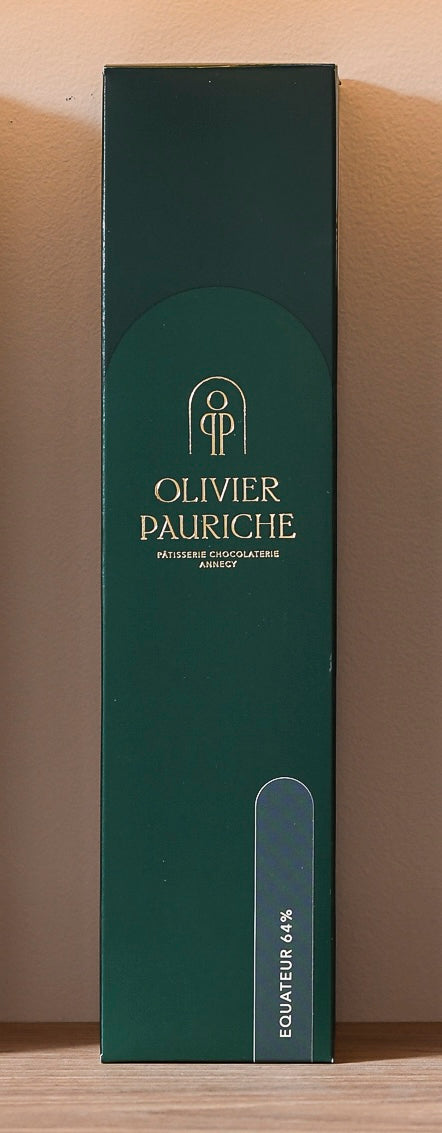 OLIVIER
PAURICHE
PÂTISSERIE CHOCOLATERIE
ANNECY
EQUATEUR 64%